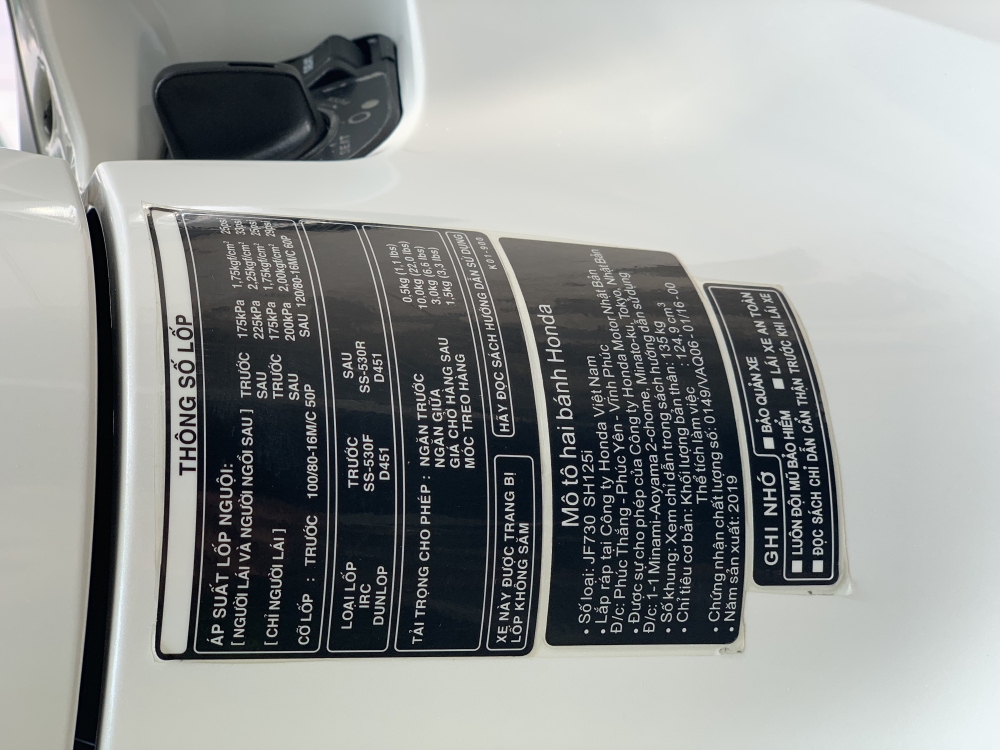 SEAT
THÔNG SỐ LỐP
ÁP SUẤT LỐP NGUỘI:
[ NGƯỜI LÁI VÀ NGƯỜI NGỒI SAU ] TRƯỚC 175kPa 1,75kgf/cm² 25psi
SAU 225kPa 2,25kgf/cm² 33psi
[ CHỈ NGƯỜI LÁI ] TRƯỚC 175kPa 1,75kgf/cm² 25psi
SAU 200kPa 2,00kgf/cm² 29psi
CỠ LỐP : TRƯỚC 100/80-16M/C 50P SAU 120/80-16M/C 60P
LOẠI LỐP TRƯỚC SAU
IRC SS-530F SS-530R
DUNLOP D451 D451
TẢI TRỌNG CHO PHÉP : NGĂN TRƯỚC 0.5kg (1.1 lbs)
NGĂN GIỮA 10.0kg (22.0 lbs)
GIÁ CHỞ HÀNG SAU 3.0kg (6.6 lbs)
MÓC TREO HÀNG 1,5kg (3,3 lbs)
XE NÀY ĐƯỢC TRANG BỊ
LỐP KHÔNG SĂM
HÃY ĐỌC SÁCH HƯỚNG DẪN SỬ DỤNG
K01-900
Mô tô hai bánh Honda
• Số loại: JF730 SH125i
• Lắp ráp tại Công ty Honda Việt Nam
Đ/c: Phúc Thắng - Phúc Yên - Vĩnh Phúc
• Được sự cho phép của Công ty Honda Motor Nhật Bản
Đ/c: 1-1 Minami-Aoyama 2-chome, Minato-ku, Tokyo, Nhật Bản
• Số khung: Xem chỉ dẫn trong sách hướng dẫn sử dụng
• Chỉ tiêu cơ bản: Khối lượng bản thân: 135 kg
Thể tích làm việc : 124,9 cm³
• Chứng nhận chất lượng số: 0149/VAQ06 - 01/16 - 00
• Năm sản xuất: 2019
GHI NHỚ
■ BẢO QUẢN XE
■ LUÔN ĐỘI MŨ BẢO HIỂM ■ LÁI XE AN TOÀN
■ ĐỌC SÁCH CHỈ DẪN CẨN THẬN TRƯỚC KHI LÁI XE